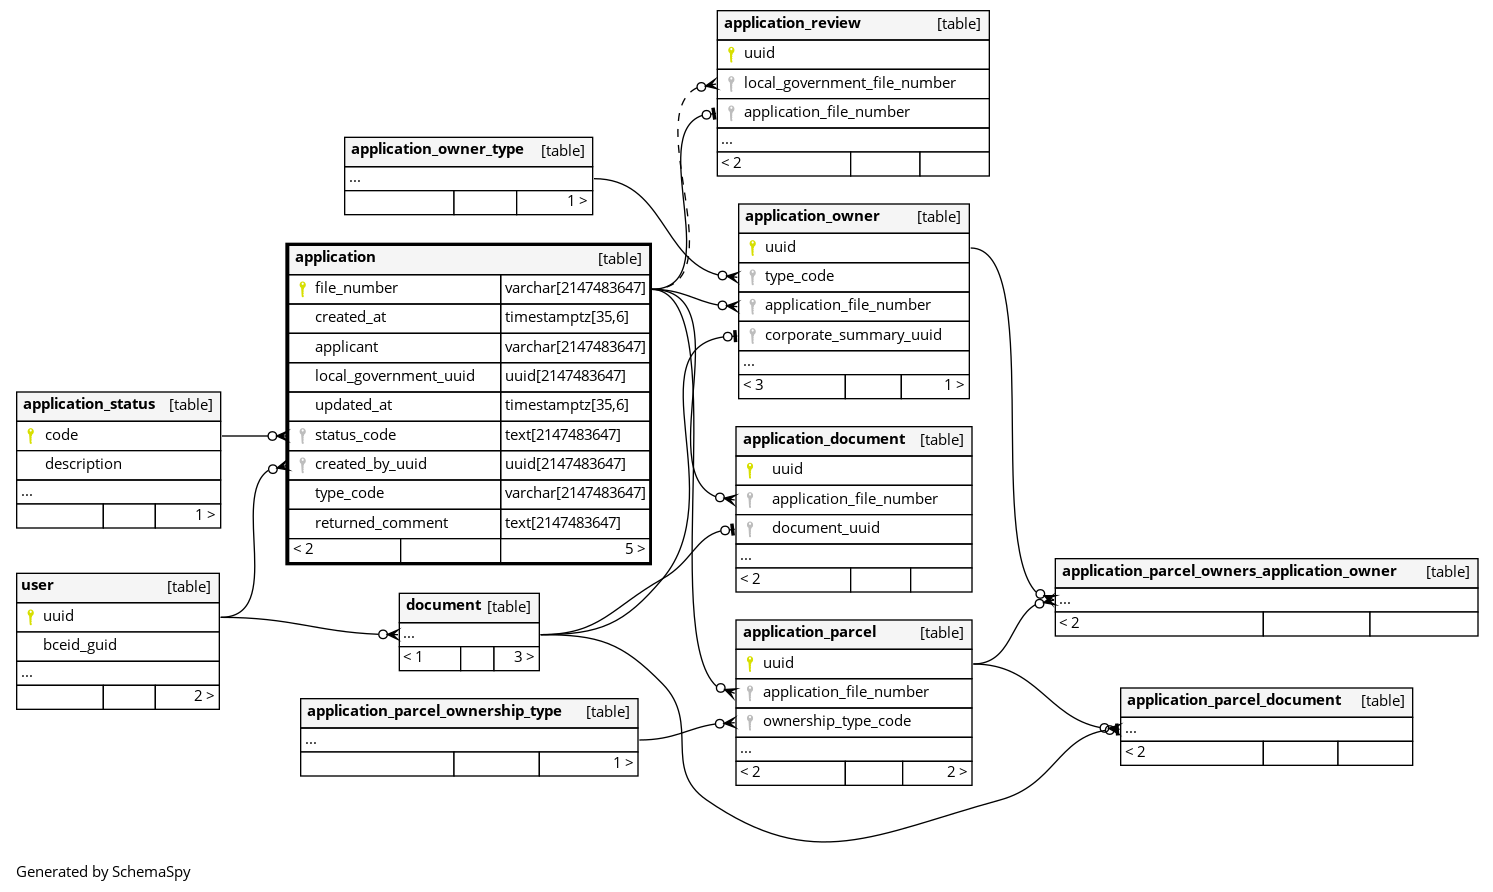 application_review [table]
uuid
local_government_file_number
application_file_number
...
< 2
application_owner_type [table]
...
1 >
application_owner [table]
uuid
type_code
application_file_number
corporate_summary_uuid
...
< 3 1 >
application [table]
file_number varchar[2147483647]
created_at timestamptz[35,6]
applicant varchar[2147483647]
local_government_uuid uuid[2147483647]
updated_at timestamptz[35,6]
status_code text[2147483647]
created_by_uuid uuid[2147483647]
type_code varchar[2147483647]
returned_comment text[2147483647]
< 2 5 >
application_status [table]
code
description
...
1 >
application_document [table]
uuid
application_file_number
document_uuid
...
< 2
user [table]
uuid
bceid_guid
...
2 >
document [table]
...
< 1 3 >
application_parcel_owners_application_owner [table]
...
< 2
application_parcel [table]
uuid
application_file_number
ownership_type_code
...
< 2 2 >
application_parcel_ownership_type [table]
...
1 >
application_parcel_document [table]
...
< 2
Generated by SchemaSpy